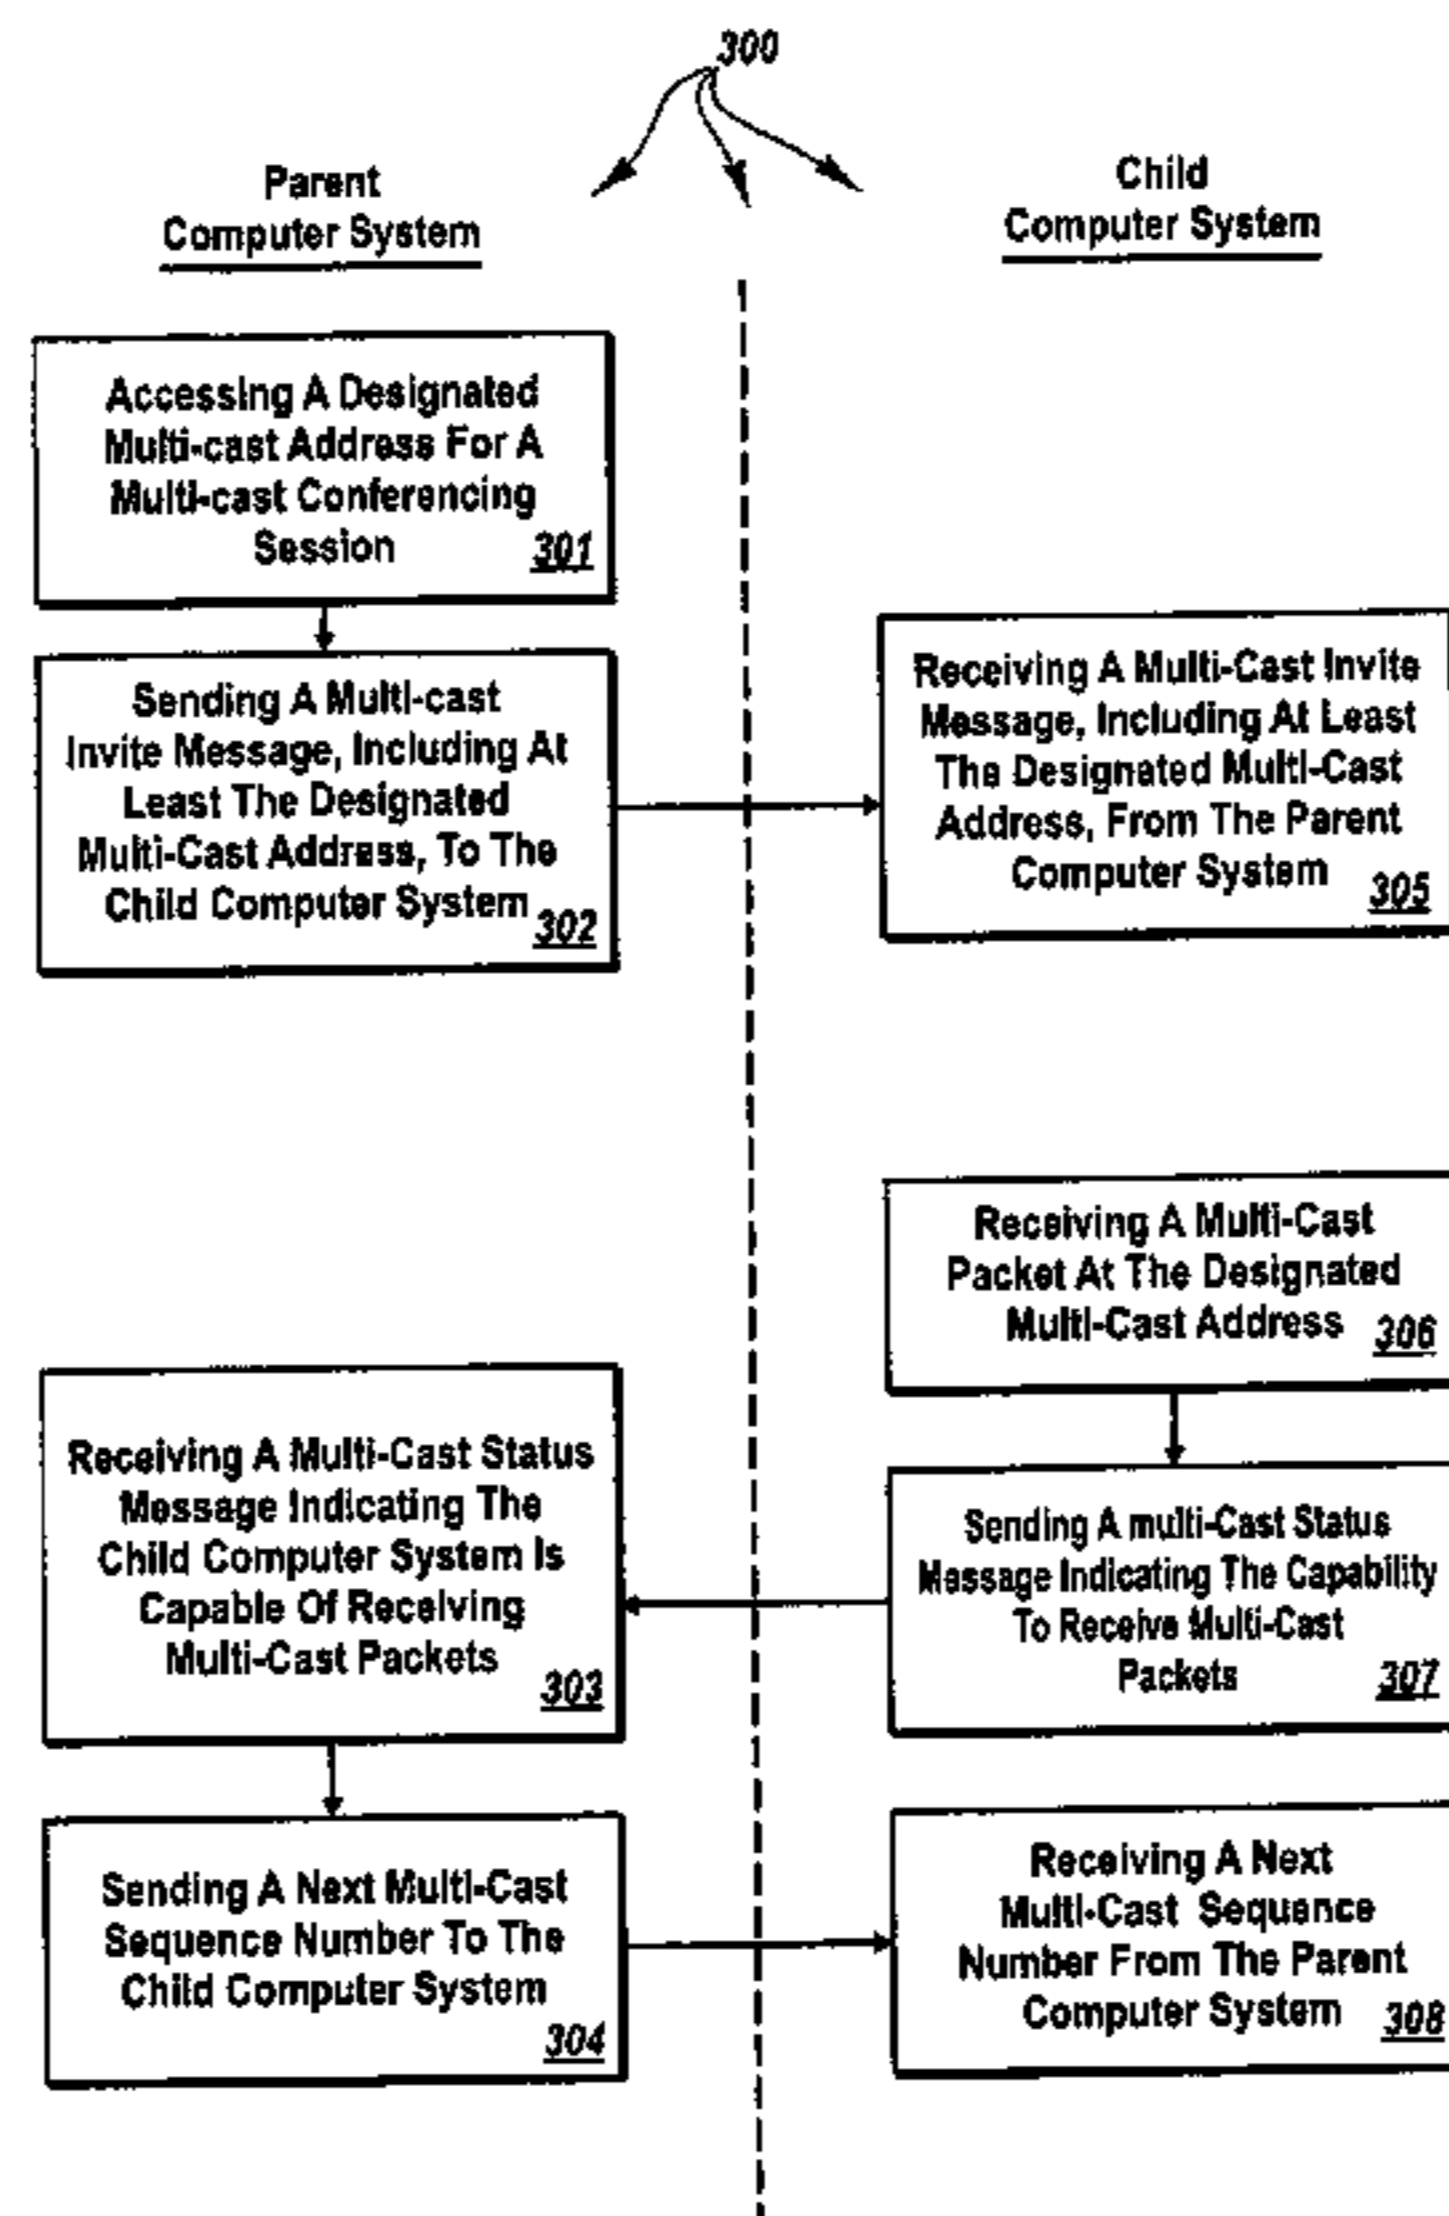 300
Parent
Computer System
Child
Computer System
Accessing A Designated
Multi-cast Address For A
Multi-cast Conferencing
Session
301
Sending A Multi-cast
Invite Message, Including At
Least The Designated
Multi-Cast Address, To The
Child Computer System
302
Receiving A Multi-Cast Invite
Message, Including At Least
The Designated Multi-Cast
Address, From The Parent
Computer System
305
Receiving A Multi-Cast
Packet At The Designated
Multi-Cast Address
306
Receiving A Multi-Cast Status
Message Indicating The
Child Computer System Is
Capable Of Receiving
Multi-Cast Packets
303
Sending A multi-Cast Status
Message Indicating The Capability
To Receive Multi-Cast
Packets
307
Sending A Next Multi-Cast
Sequence Number To The
Child Computer System
304
Receiving A Next
Multi-Cast Sequence
Number From The Parent
Computer System
308